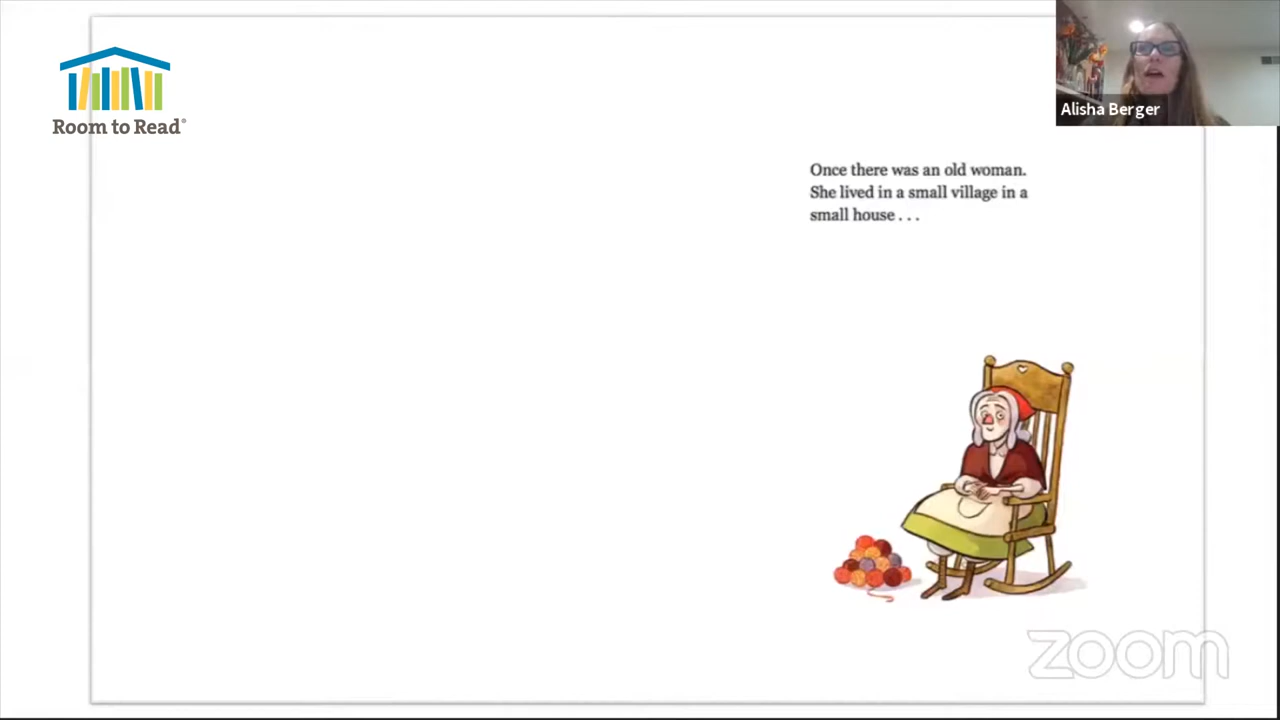 Room to Read®
Alisha Berger
Once there was an old woman.
She lived in a small village in a
small house . . .
zoom